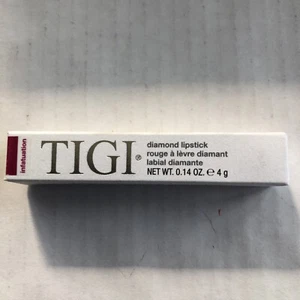 infatuation
TIGI®
diamond lipstick
rouge à lèvre diamant
labial diamante
NET WT. 0.14 OZ. ℮ 4 g